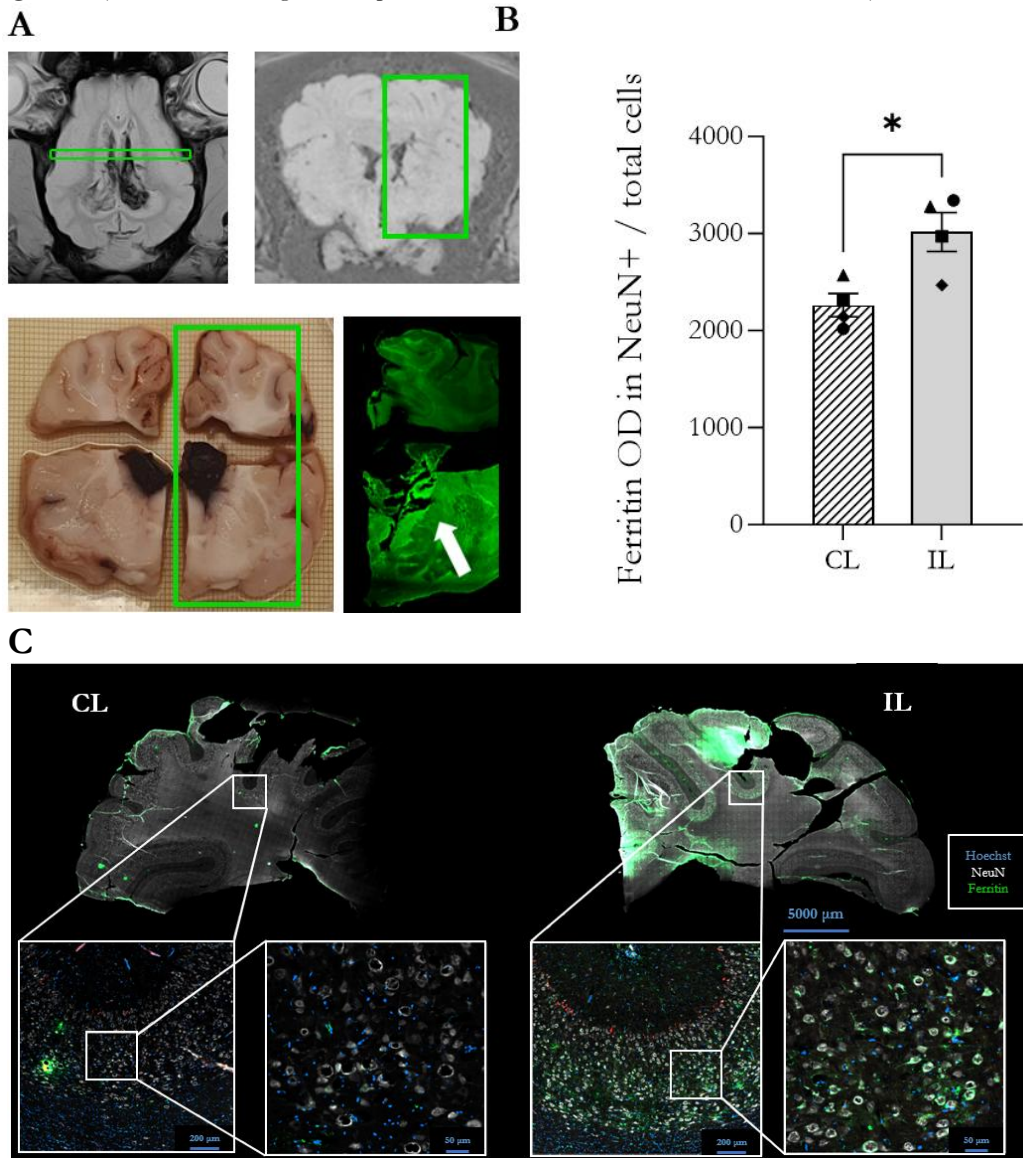 A
B
Ferritin OD in NeuN+ / total cells
4000
3000
2000
1000
0
*
CL
IL
C
CL
IL
Hoechst
NeuN
Ferritin
5000 µm
200 µm
50 µm
200 µm
50 µm